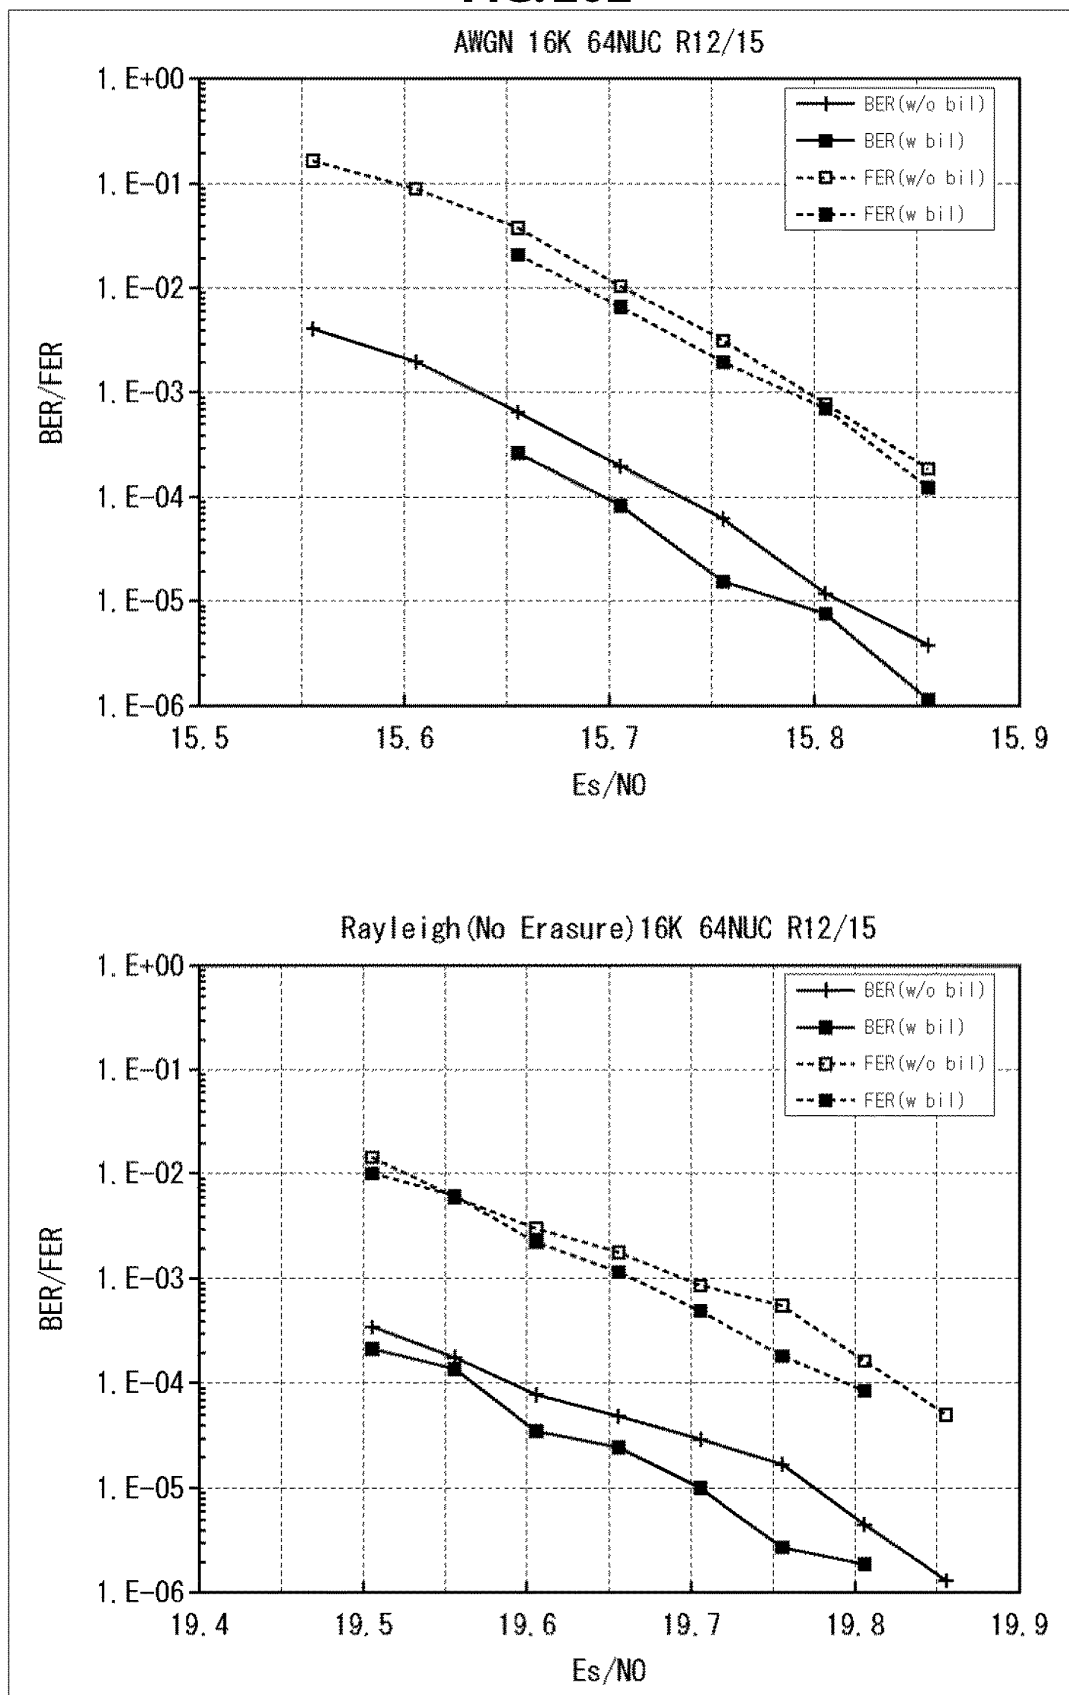 AWGN 16K 64NUC R12/15
1.E+00
1.E-01
1.E-02
1.E-03
1.E-04
1.E-05
1.E-06
BER/FER
BER(w/o bil)
BER(w bil)
FER(w/o bil)
FER(w bil)
15.5 15.6 15.7 15.8 15.9
Es/N0
Rayleigh(No Erasure)16K 64NUC R12/15
1.E+00
1.E-01
1.E-02
1.E-03
1.E-04
1.E-05
1.E-06
BER/FER
BER(w/o bil)
BER(w bil)
FER(w/o bil)
FER(w bil)
19.4 19.5 19.6 19.7 19.8 19.9
Es/N0